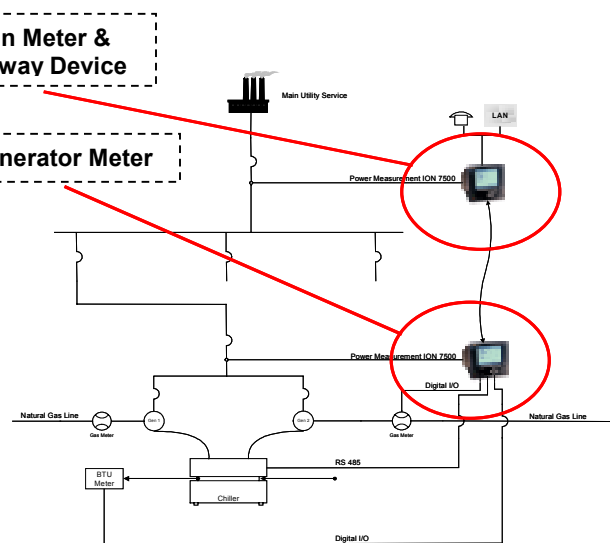 n Meter &
way Device
Main Utility Service
LAN
nerator Meter
Power Measurement ION 7500
Power Measurement ION 7500
Digital I/O
Natural Gas Line
Gas Meter
Gen 1
Gen 2
Gas Meter
Natural Gas Line
RS 485
BTU
Meter
Chiller
Digital I/O